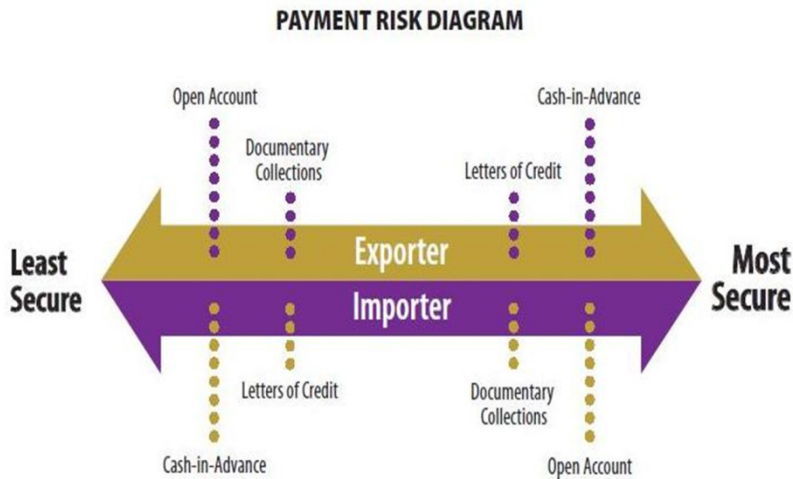 PAYMENT RISK DIAGRAM
Open Account
Cash-in-Advance
Documentary
Collections
Letters of Credit
Least
Secure
Exporter
Importer
Most
Secure
Letters of Credit
Documentary
Collections
Cash-in-Advance
Open Account